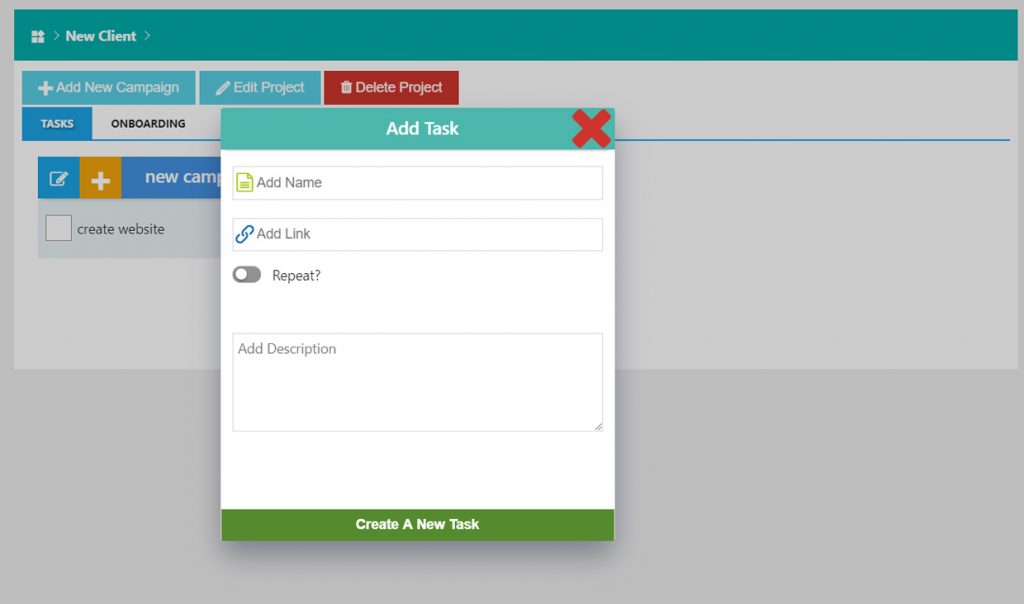 New Client
Add New Campaign Edit Project Delete Project
TASKS ONBOARDING
Add Task
new camp
create website
Add Name
Add Link
Repeat?
Add Description
Create A New Task